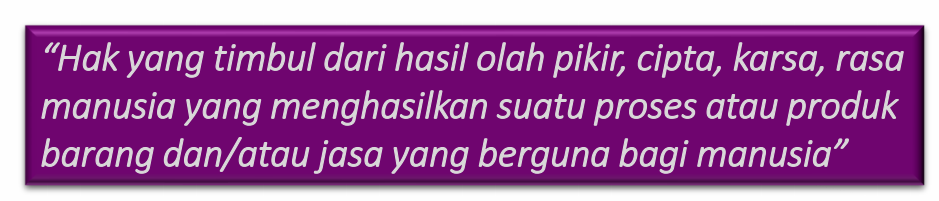 “Hak yang timbul dari hasil olah pikir, cipta, karsa, rasa
manusia yang menghasilkan suatu proses atau produk
barang dan/atau jasa yang berguna bagi manusia”